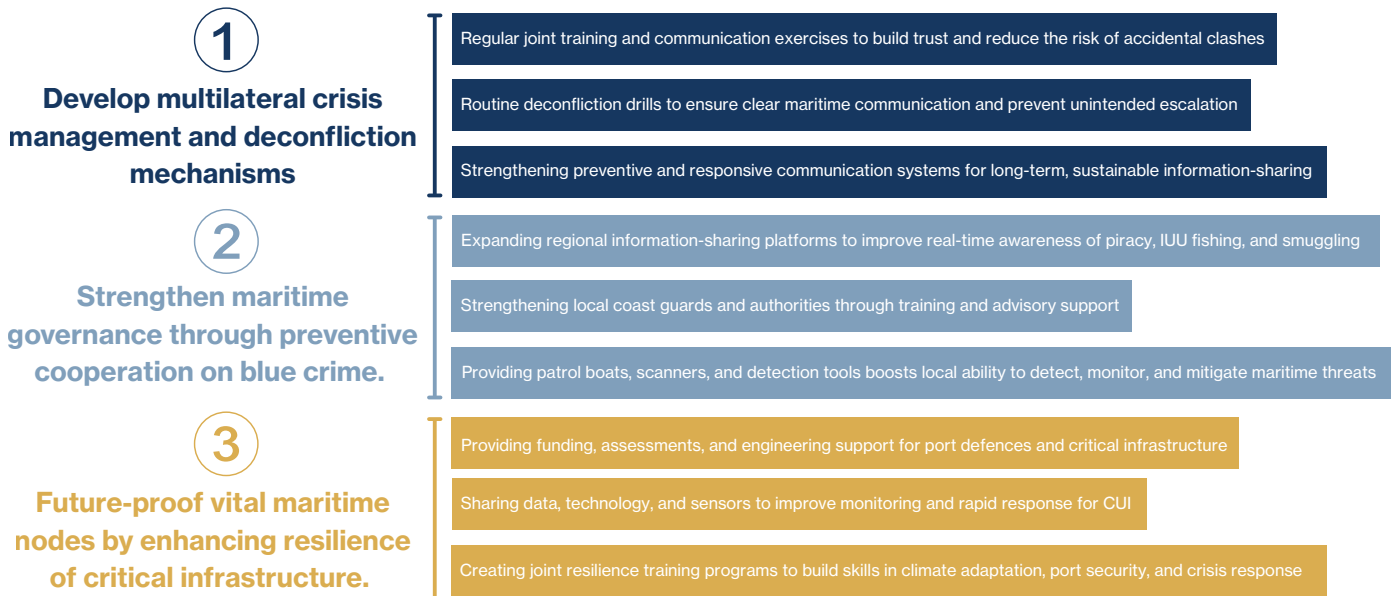 1
Develop multilateral crisis
management and deconfliction
mechanisms
Regular joint training and communication exercises to build trust and reduce the risk of accidental clashes
Routine deconfliction drills to ensure clear maritime communication and prevent unintended escalation
Strengthening preventive and responsive communication systems for long-term, sustainable information-sharing
2
Strengthen maritime
governance through preventive
cooperation on blue crime.
Expanding regional information-sharing platforms to improve real-time awareness of piracy, IUU fishing, and smuggling
Strengthening local coast guards and authorities through training and advisory support
Providing patrol boats, scanners, and detection tools boosts local ability to detect, monitor, and mitigate maritime threats
3
Future-proof vital maritime
nodes by enhancing resilience
of critical infrastructure.
Providing funding, assessments, and engineering support for port defences and critical infrastructure
Sharing data, technology, and sensors to improve monitoring and rapid response for CUI
Creating joint resilience training programs to build skills in climate adaptation, port security, and crisis response